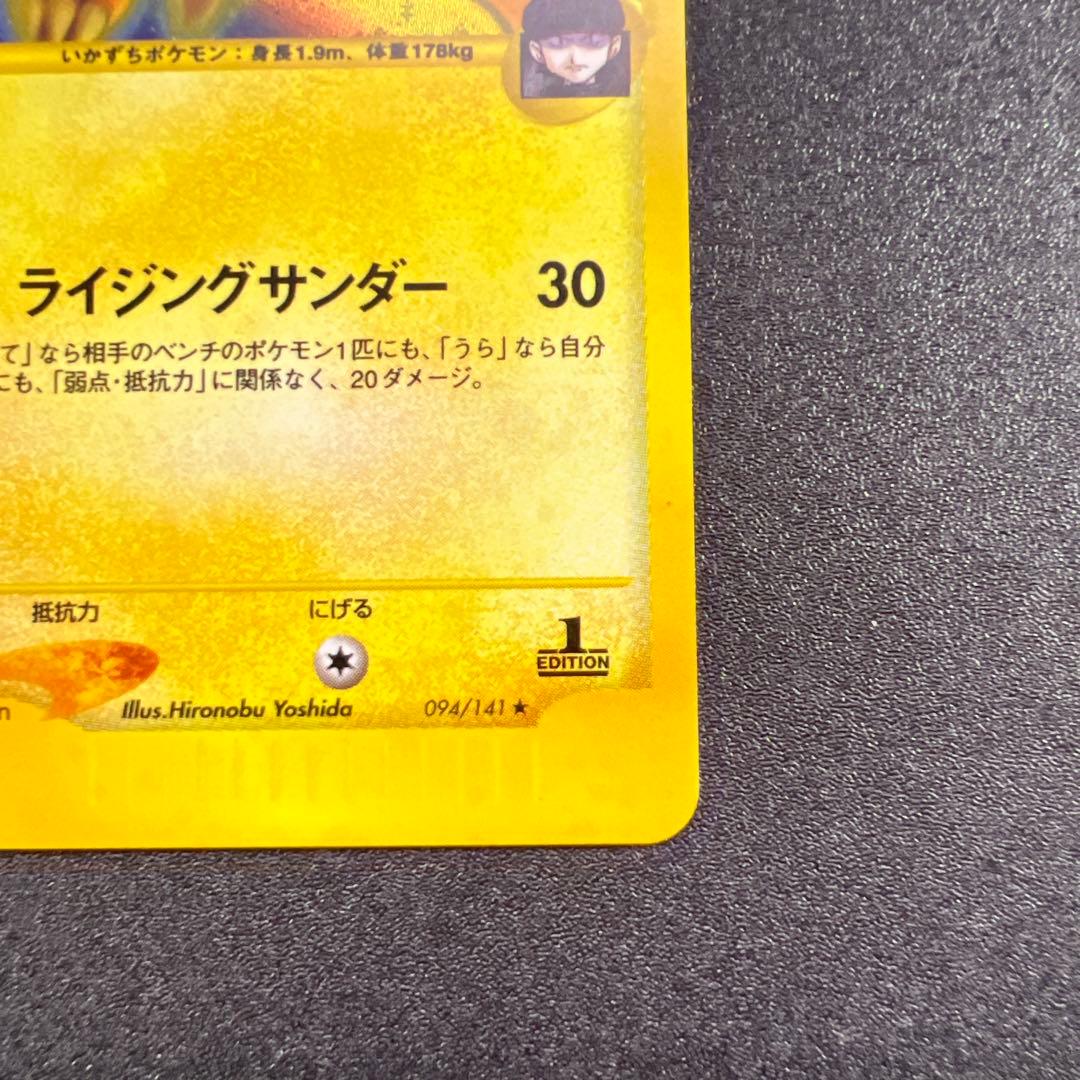 いかずちポケモン：身長1.9m、体重178kg
ライジングサンダー 30
て」なら相手のベンチのポケモン1匹にも、「うら」なら自分
にも、「弱点・抵抗力」に関係なく、20ダメージ。
抵抗力 にげる
1
EDITION
n Illus.Hironobu Yoshida 094/141★